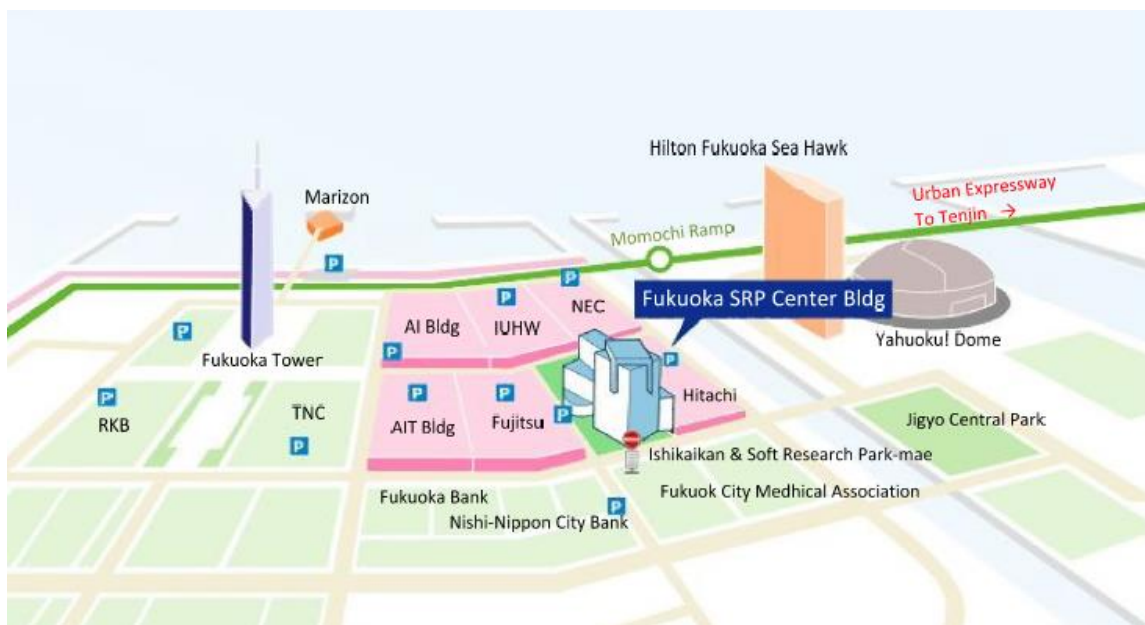 Hilton Fukuoka Sea Hawk
Urban Expressway
To Tenjin →
Marizon
Momochi Ramp
P
P
P
NEC
Fukuoka SRP Center Bldg
AI Bldg
IUHW
P
Yahuoku! Dome
Fukuoka Tower
P
P
P
P
P
Hitachi
RKB
TNC
AIT Bldg
Fujitsu
P
Jigyo Central Park
P
Ishikaikan & Soft Research Park-mae
Fukuoka Bank
Fukuok City Medhical Association
Nishi-Nippon City Bank
P